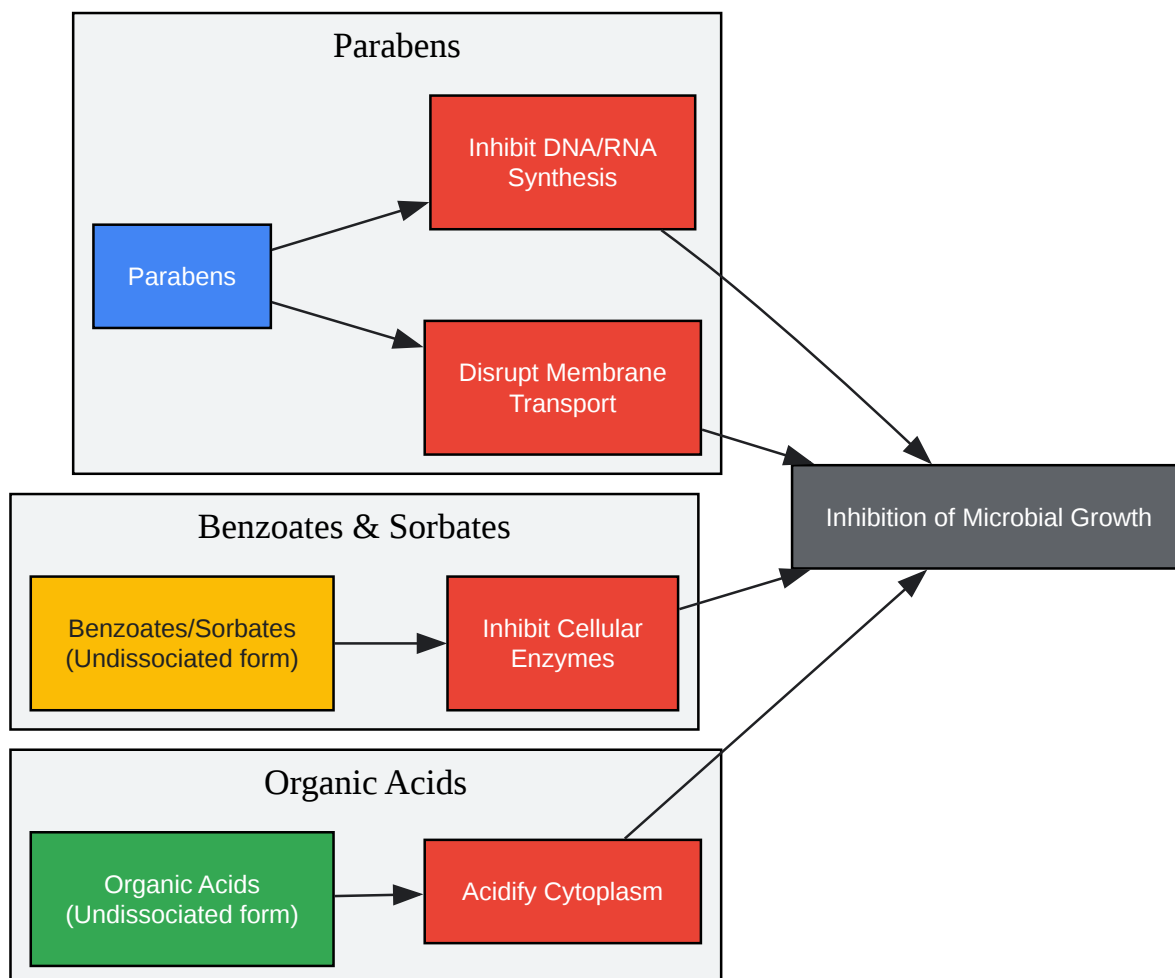 Parabens
Inhibit DNA/RNA
Synthesis
Parabens
Disrupt Membrane
Transport
Inhibition of Microbial Growth
Benzoates & Sorbates
Benzoates/Sorbates
(Undissociated form)
Inhibit Cellular
Enzymes
Organic Acids
Organic Acids
(Undissociated form)
Acidify Cytoplasm